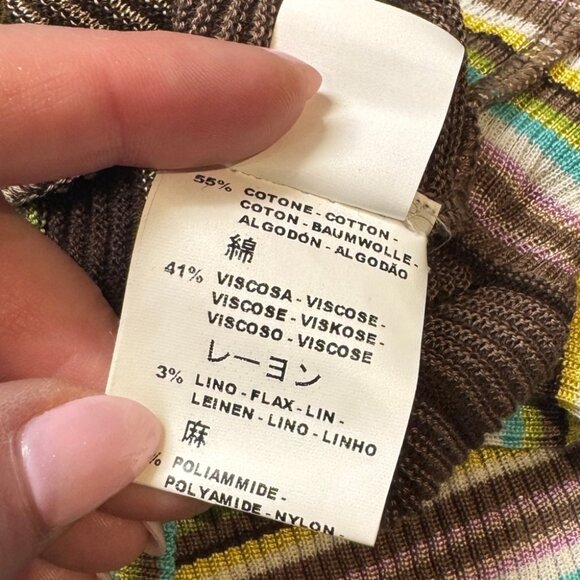 55% COTONE - COTTON -
COTON - BAUMWOLLE -
ALGODÓN - ALGODÃO
綿
41% VISCOSA - VISCOSE -
VISCOSE - VISKOSE -
VISCOSO - VISCOSE
レーヨン
3% LINO - FLAX - LIN -
LEINEN - LINO - LINHO
麻
% POLIAMMIDE -
POLYAMIDE - NYLON -